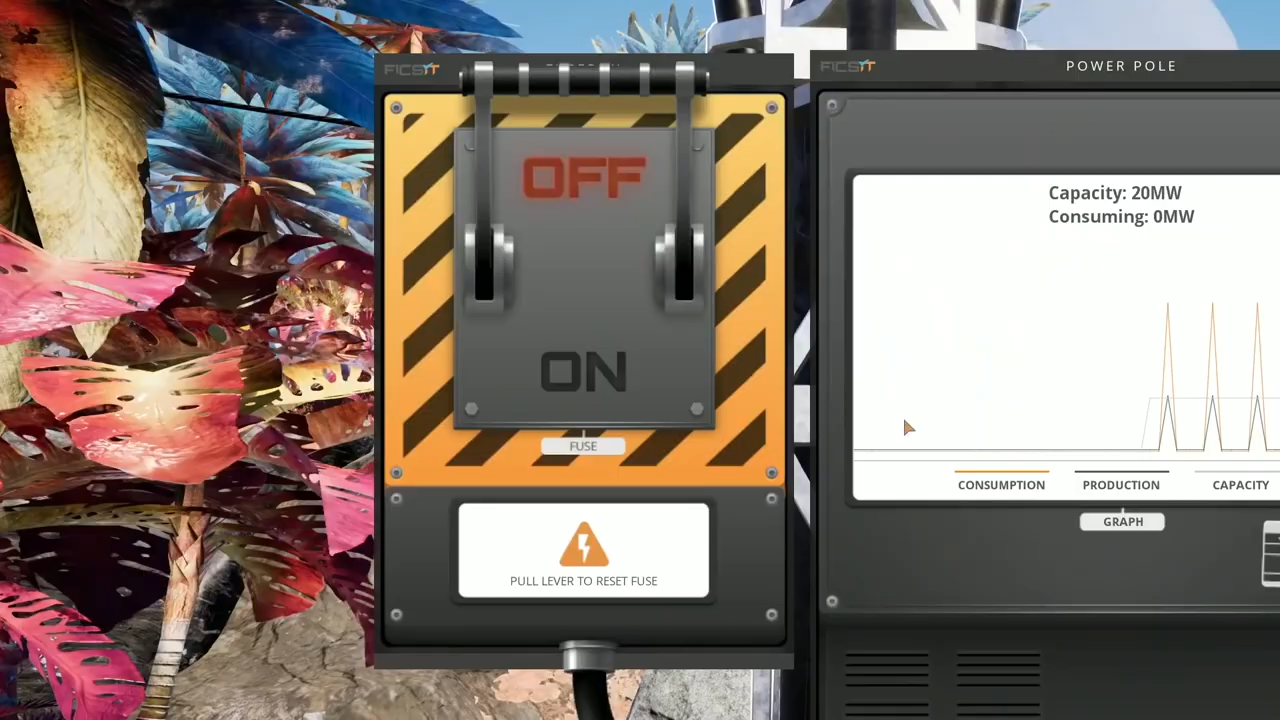 FICSIT
OFF
ON
FUSE
PULL LEVER TO RESET FUSE
FICSIT
POWER POLE
Capacity: 20MW
Consuming: 0MW
CONSUMPTION
PRODUCTION
CAPACITY
GRAPH